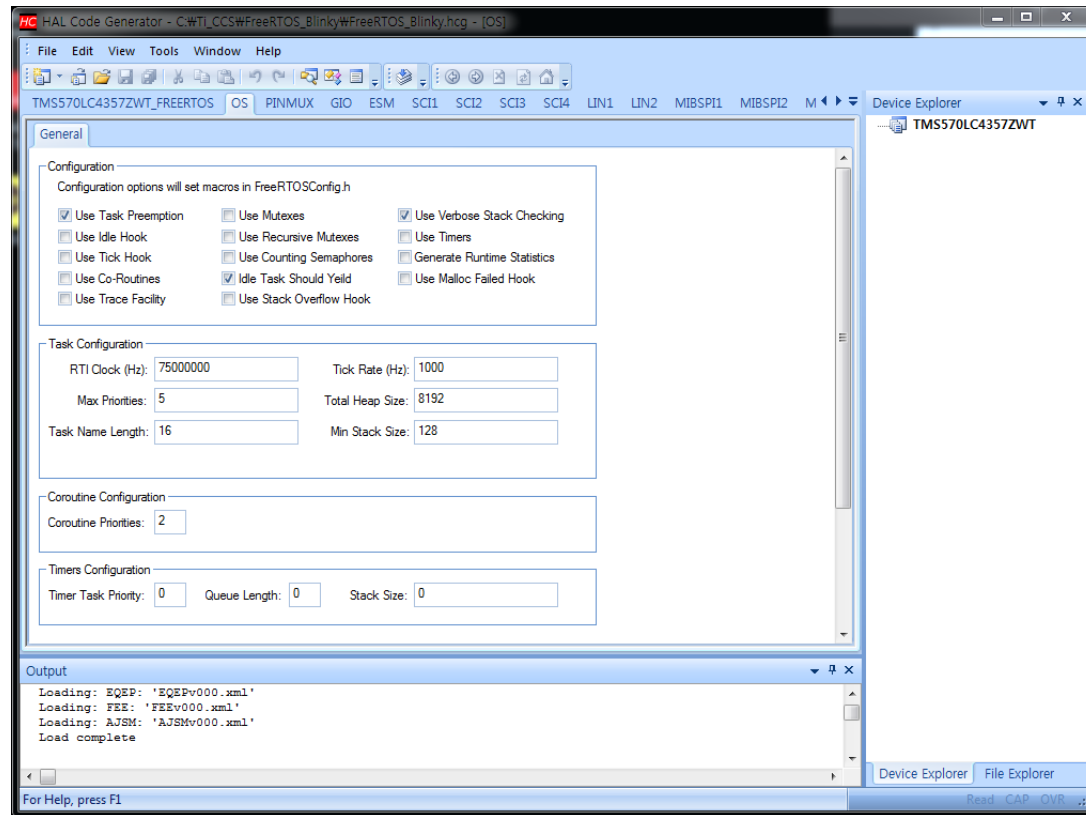 HC HAL Code Generator - C:₩Ti_CCS₩FreeRTOS_Blinky₩FreeRTOS_Blinky.hcg - [OS]
File Edit View Tools Window Help
TMS570LC4357ZWT_FREERTOS OS PINMUX GIO ESM SCI1 SCI2 SCI3 SCI4 LIN1 LIN2 MIBSPI1 MIBSPI2 M
Device Explorer
TMS570LC4357ZWT
General
Configuration
Configuration options will set macros in FreeRTOSConfig.h
Use Task Preemption Use Mutexes Use Verbose Stack Checking
Use Idle Hook Use Recursive Mutexes Use Timers
Use Tick Hook Use Counting Semaphores Generate Runtime Statistics
Use Co-Routines Idle Task Should Yeild Use Malloc Failed Hook
Use Trace Facility Use Stack Overflow Hook
Task Configuration
RTI Clock (Hz): 75000000 Tick Rate (Hz): 1000
Max Priorities: 5 Total Heap Size: 8192
Task Name Length: 16 Min Stack Size: 128
Coroutine Configuration
Coroutine Priorities: 2
Timers Configuration
Timer Task Priority: 0 Queue Length: 0 Stack Size: 0
Output
Loading: EQEP: 'EQEPv000.xml'
Loading: FEE: 'FEEv000.xml'
Loading: AJSM: 'AJSMv000.xml'
Load complete
Device Explorer File Explorer
For Help, press F1
Read CAP OVR